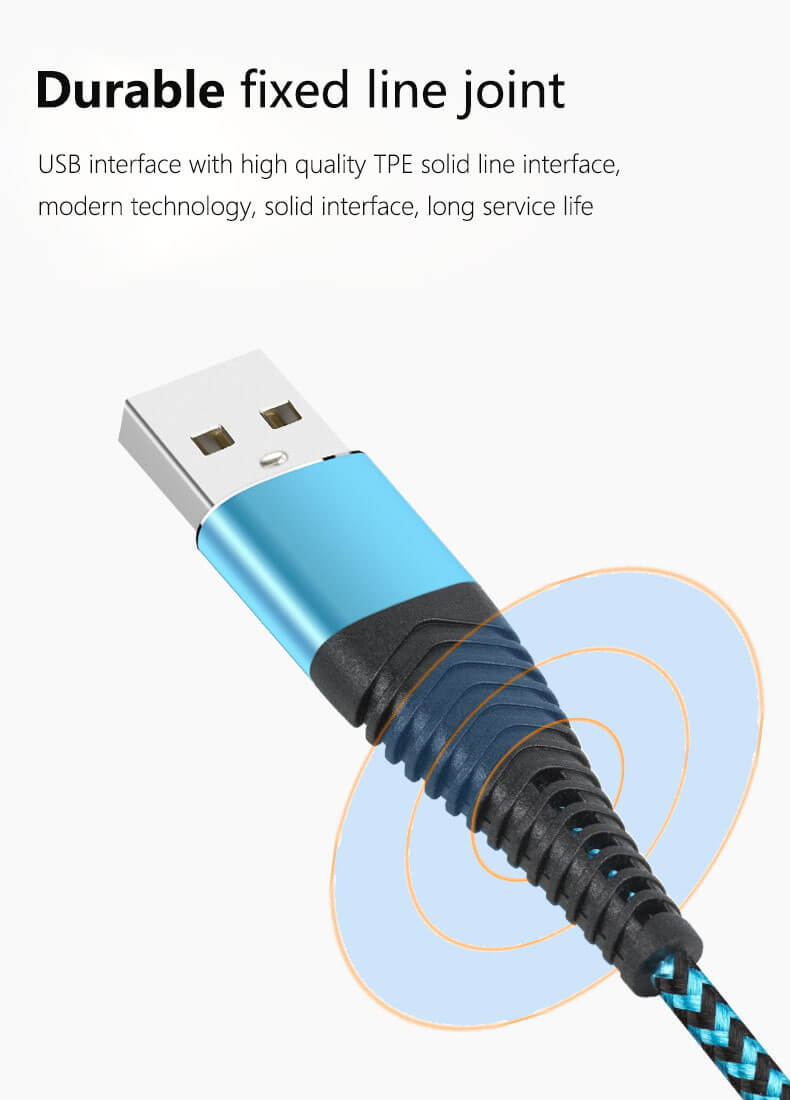 Durable fixed line joint
USB interface with high quality TPE solid line interface,
modern technology, solid interface, long service life